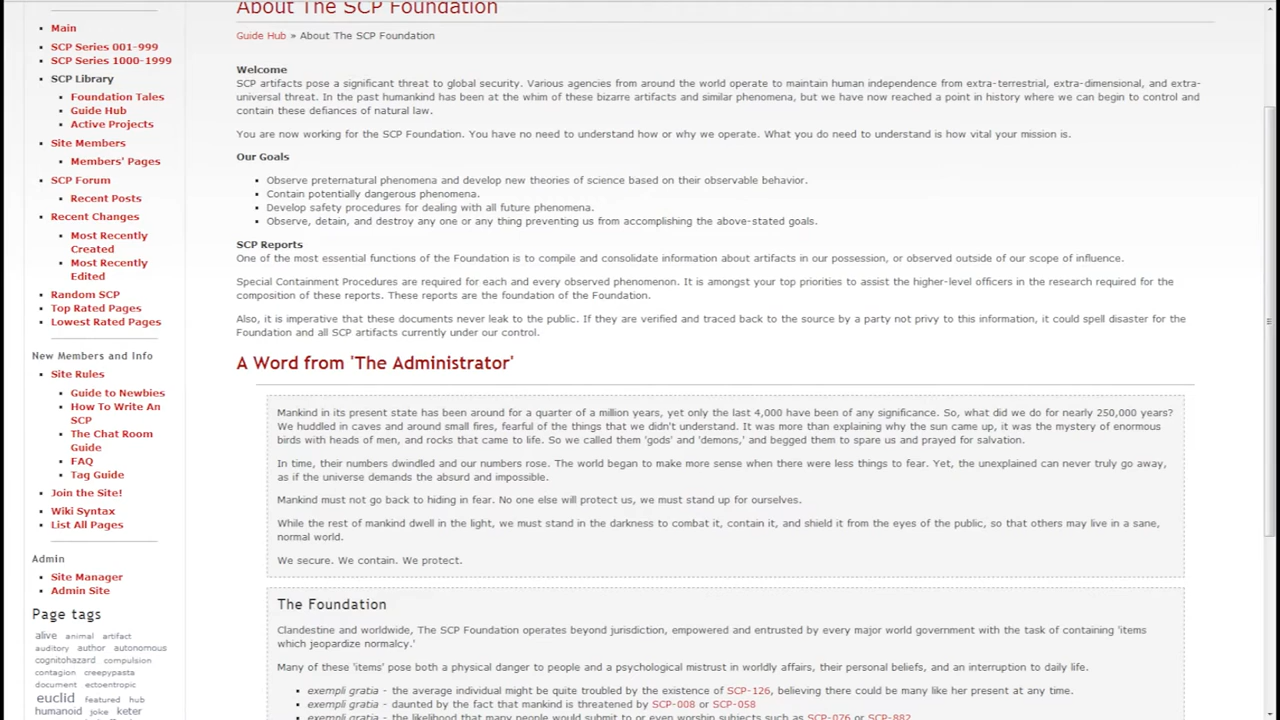 Main
SCP Series 001-999
SCP Series 1000-1999
SCP Library
Foundation Tales
Guide Hub
Active Projects
Site Members
Members' Pages
SCP Forum
Recent Posts
Recent Changes
Most Recently
Created
Most Recently
Edited
Random SCP
Top Rated Pages
Lowest Rated Pages
New Members and Info
Site Rules
Guide to Newbies
How To Write An
SCP
The Chat Room
Guide
FAQ
Tag Guide
Join the Site!
Wiki Syntax
List All Pages
Admin
Site Manager
Admin Site
Page tags
alive animal artifact
auditory author autonomous
cognitohazard compulsion
contagion creepypasta
document ectoentropic
euclid featured hub
humanoid joke keter
About The SCP Foundation
Guide Hub » About The SCP Foundation
Welcome
SCP artifacts pose a significant threat to global security. Various agencies from around the world operate to maintain human independence from extra-terrestrial, extra-dimensional, and extra-
universal threat. In the past humankind has been at the whim of these bizarre artifacts and similar phenomena, but we have now reached a point in history where we can begin to control and
contain these defiances of natural law.
You are now working for the SCP Foundation. You have no need to understand how or why we operate. What you do need to understand is how vital your mission is.
Our Goals
Observe preternatural phenomena and develop new theories of science based on their observable behavior.
Contain potentially dangerous phenomena.
Develop safety procedures for dealing with all future phenomena.
Observe, detain, and destroy any one or any thing preventing us from accomplishing the above-stated goals.
SCP Reports
One of the most essential functions of the Foundation is to compile and consolidate information about artifacts in our possession, or observed outside of our scope of influence.
Special Containment Procedures are required for each and every observed phenomenon. It is amongst your top priorities to assist the higher-level officers in the research required for the
composition of these reports. These reports are the foundation of the Foundation.
Also, it is imperative that these documents never leak to the public. If they are verified and traced back to the source by a party not privy to this information, it could spell disaster for the
Foundation and all SCP artifacts currently under our control.
A Word from 'The Administrator'
Mankind in its present state has been around for a quarter of a million years, yet only the last 4,000 have been of any significance. So, what did we do for nearly 250,000 years?
We huddled in caves and around small fires, fearful of the things that we didn't understand. It was more than explaining why the sun came up, it was the mystery of enormous
birds with heads of men, and rocks that came to life. So we called them 'gods' and 'demons,' and begged them to spare us and prayed for salvation.
In time, their numbers dwindled and our numbers rose. The world began to make more sense when there were less things to fear. Yet, the unexplained can never truly go away,
as if the universe demands the absurd and impossible.
Mankind must not go back to hiding in fear. No one else will protect us, we must stand up for ourselves.
While the rest of mankind dwell in the light, we must stand in the darkness to combat it, contain it, and shield it from the eyes of the public, so that others may live in a sane,
normal world.
We secure. We contain. We protect.
The Foundation
Clandestine and worldwide, The SCP Foundation operates beyond jurisdiction, empowered and entrusted by every major world government with the task of containing 'items
which jeopardize normalcy.'
Many of these 'items' pose both a physical danger to people and a psychological mistrust in worldly affairs, their personal beliefs, and an interruption to daily life.
exempli gratia - the average individual might be quite troubled by the existence of SCP-126, believing there could be many like her present at any time.
exempli gratia - daunted by the fact that mankind is threatened by SCP-008 or SCP-058
exempli gratia - the likelihood that many people would submit to or even worship subjects such as SCP-076 or SCP-882